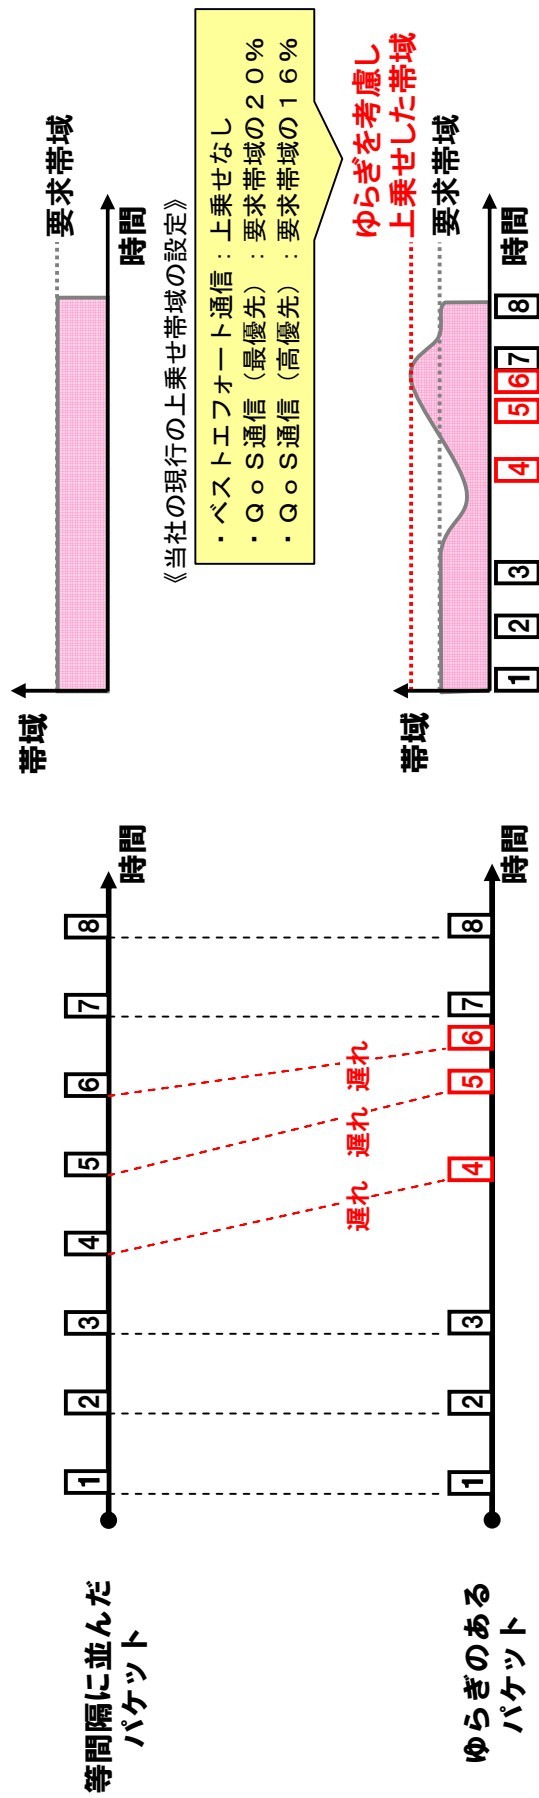 等間隔に並んだ
パケット
1 2 3 4 5 6 7 8
時間
帯域
要求帯域
時間
《当社の現行の上乗せ帯域の設定》
・ベストエフォート通信：上乗せなし
・ＱｏＳ通信（最優先）：要求帯域の２０％
・ＱｏＳ通信（高優先）：要求帯域の１６％
ゆらぎのある
パケット
遅れ 遅れ 遅れ
1 2 3 4 5 6 7 8
時間
帯域
ゆらぎを考慮し
上乗せした帯域
要求帯域
時間
1 2 3 4 5 6 7 8